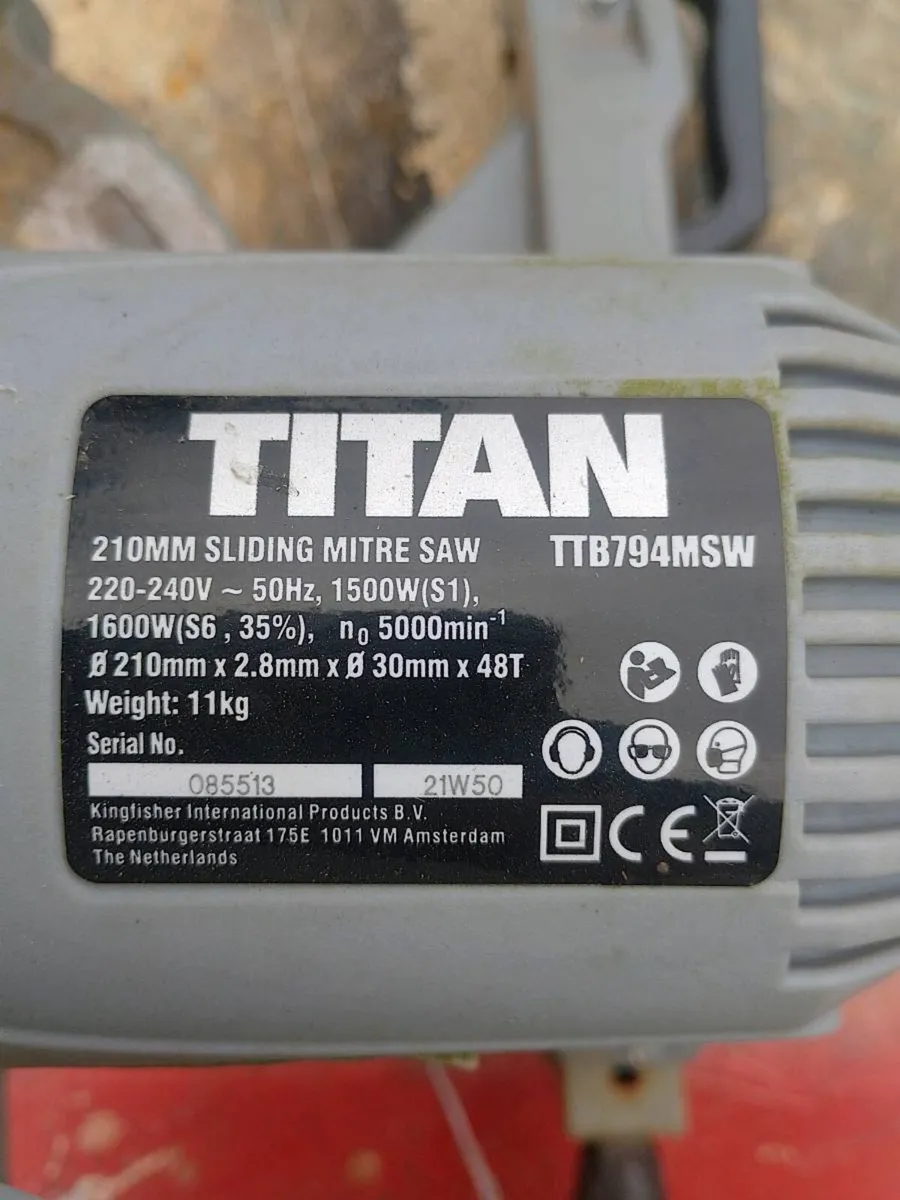 TITAN
210MM SLIDING MITRE SAW TTB794MSW
220-240V ~ 50Hz, 1500W(S1),
1600W(S6 , 35%), n0 5000min-1
Ø 210mm x 2.8mm x Ø 30mm x 48T
Weight: 11kg
Serial No.
085513 21W50
Kingfisher International Products B.V.
Rapenburgerstraat 175E 1011 VM Amsterdam
The Netherlands
CE